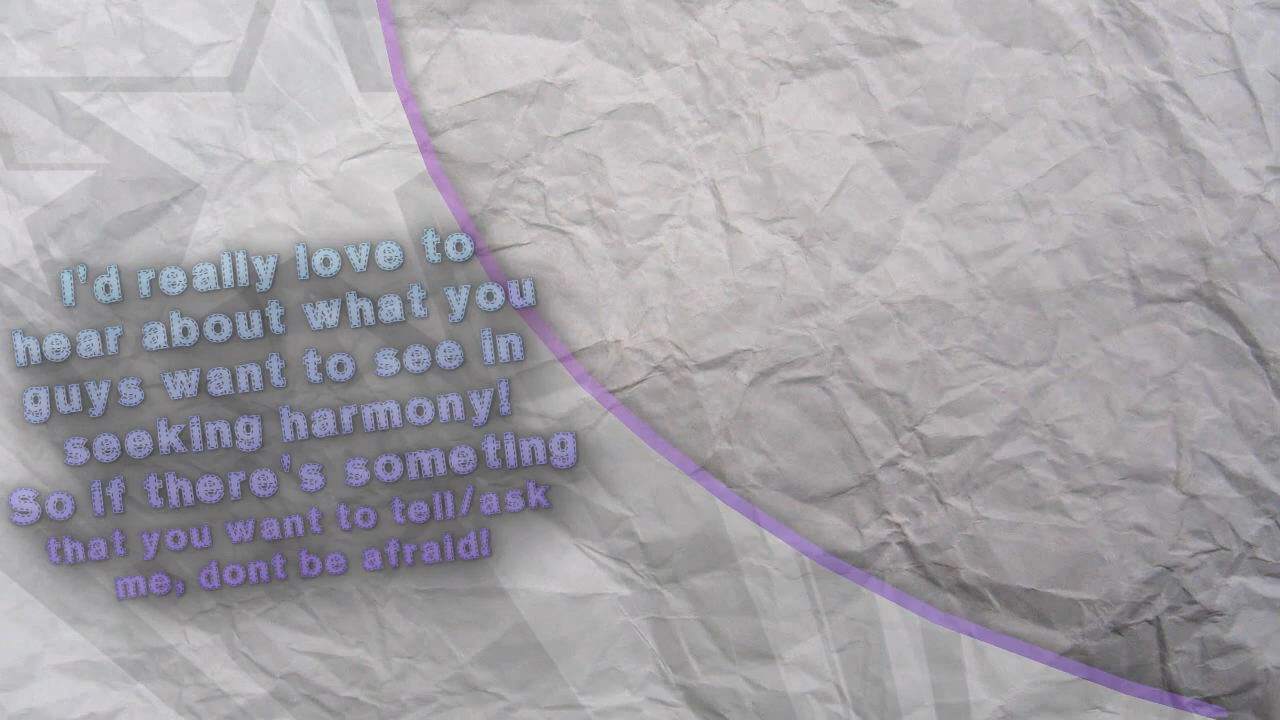 I'd really love to
hear about what you
guys want to see in
seeking harmony!
So if there's someting
that you want to tell/ask
me, dont be afraid!